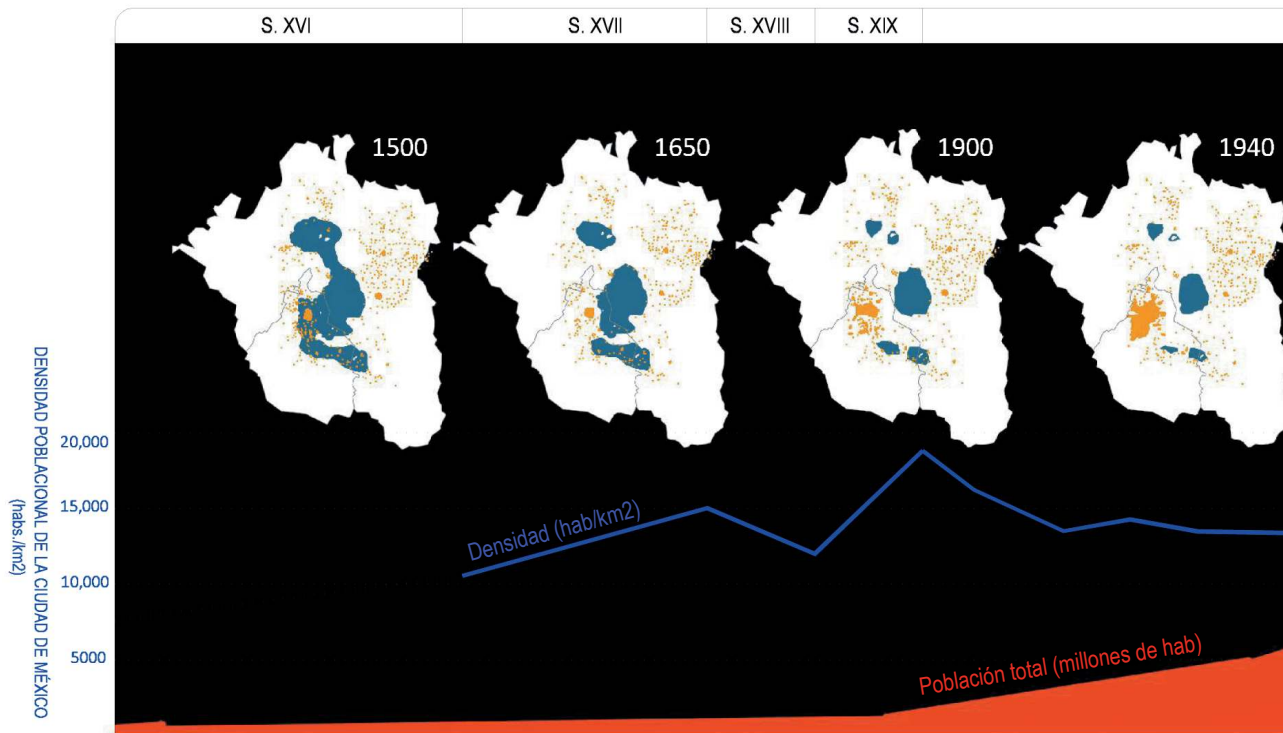 S. XVI
S. XVII
S. XVIII
S. XIX
1500
1650
1900
1940
DENSIDAD POBLACIONAL DE LA CIUDAD DE MÉXICO
(habs./km2)
20,000
15,000
10,000
5000
Densidad (hab/km2)
Población total (millones de hab)